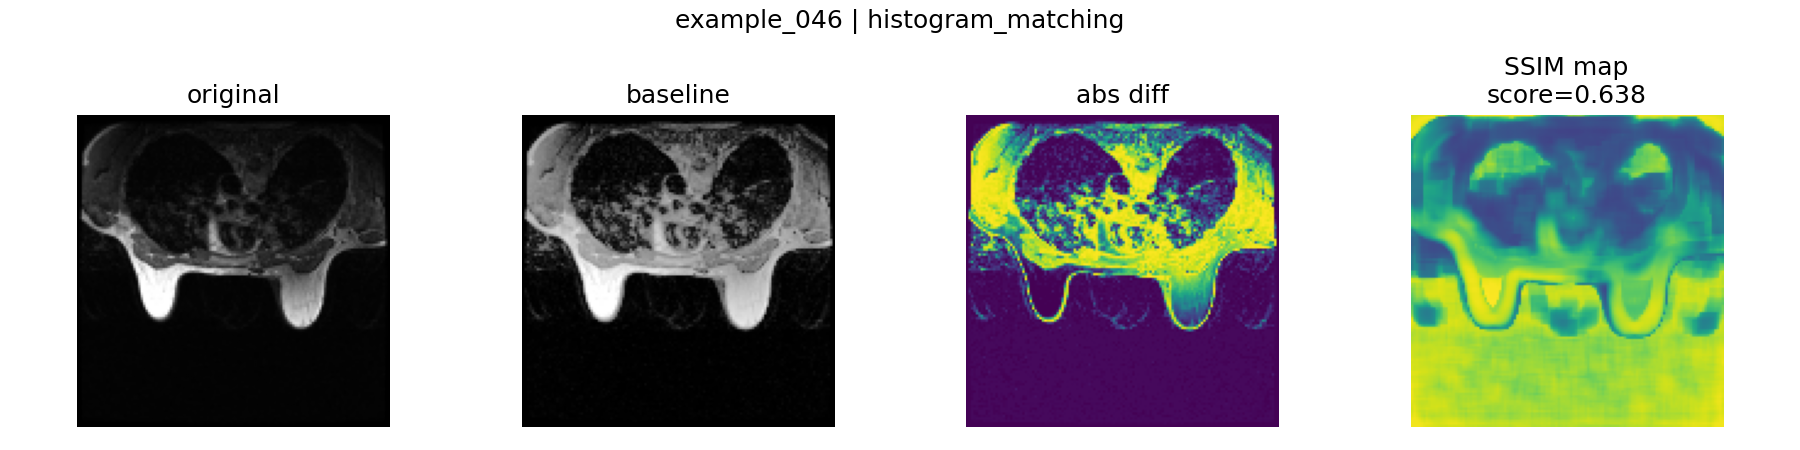 example_046 | histogram_matching
original
baseline
abs diff
SSIM map
score=0.638